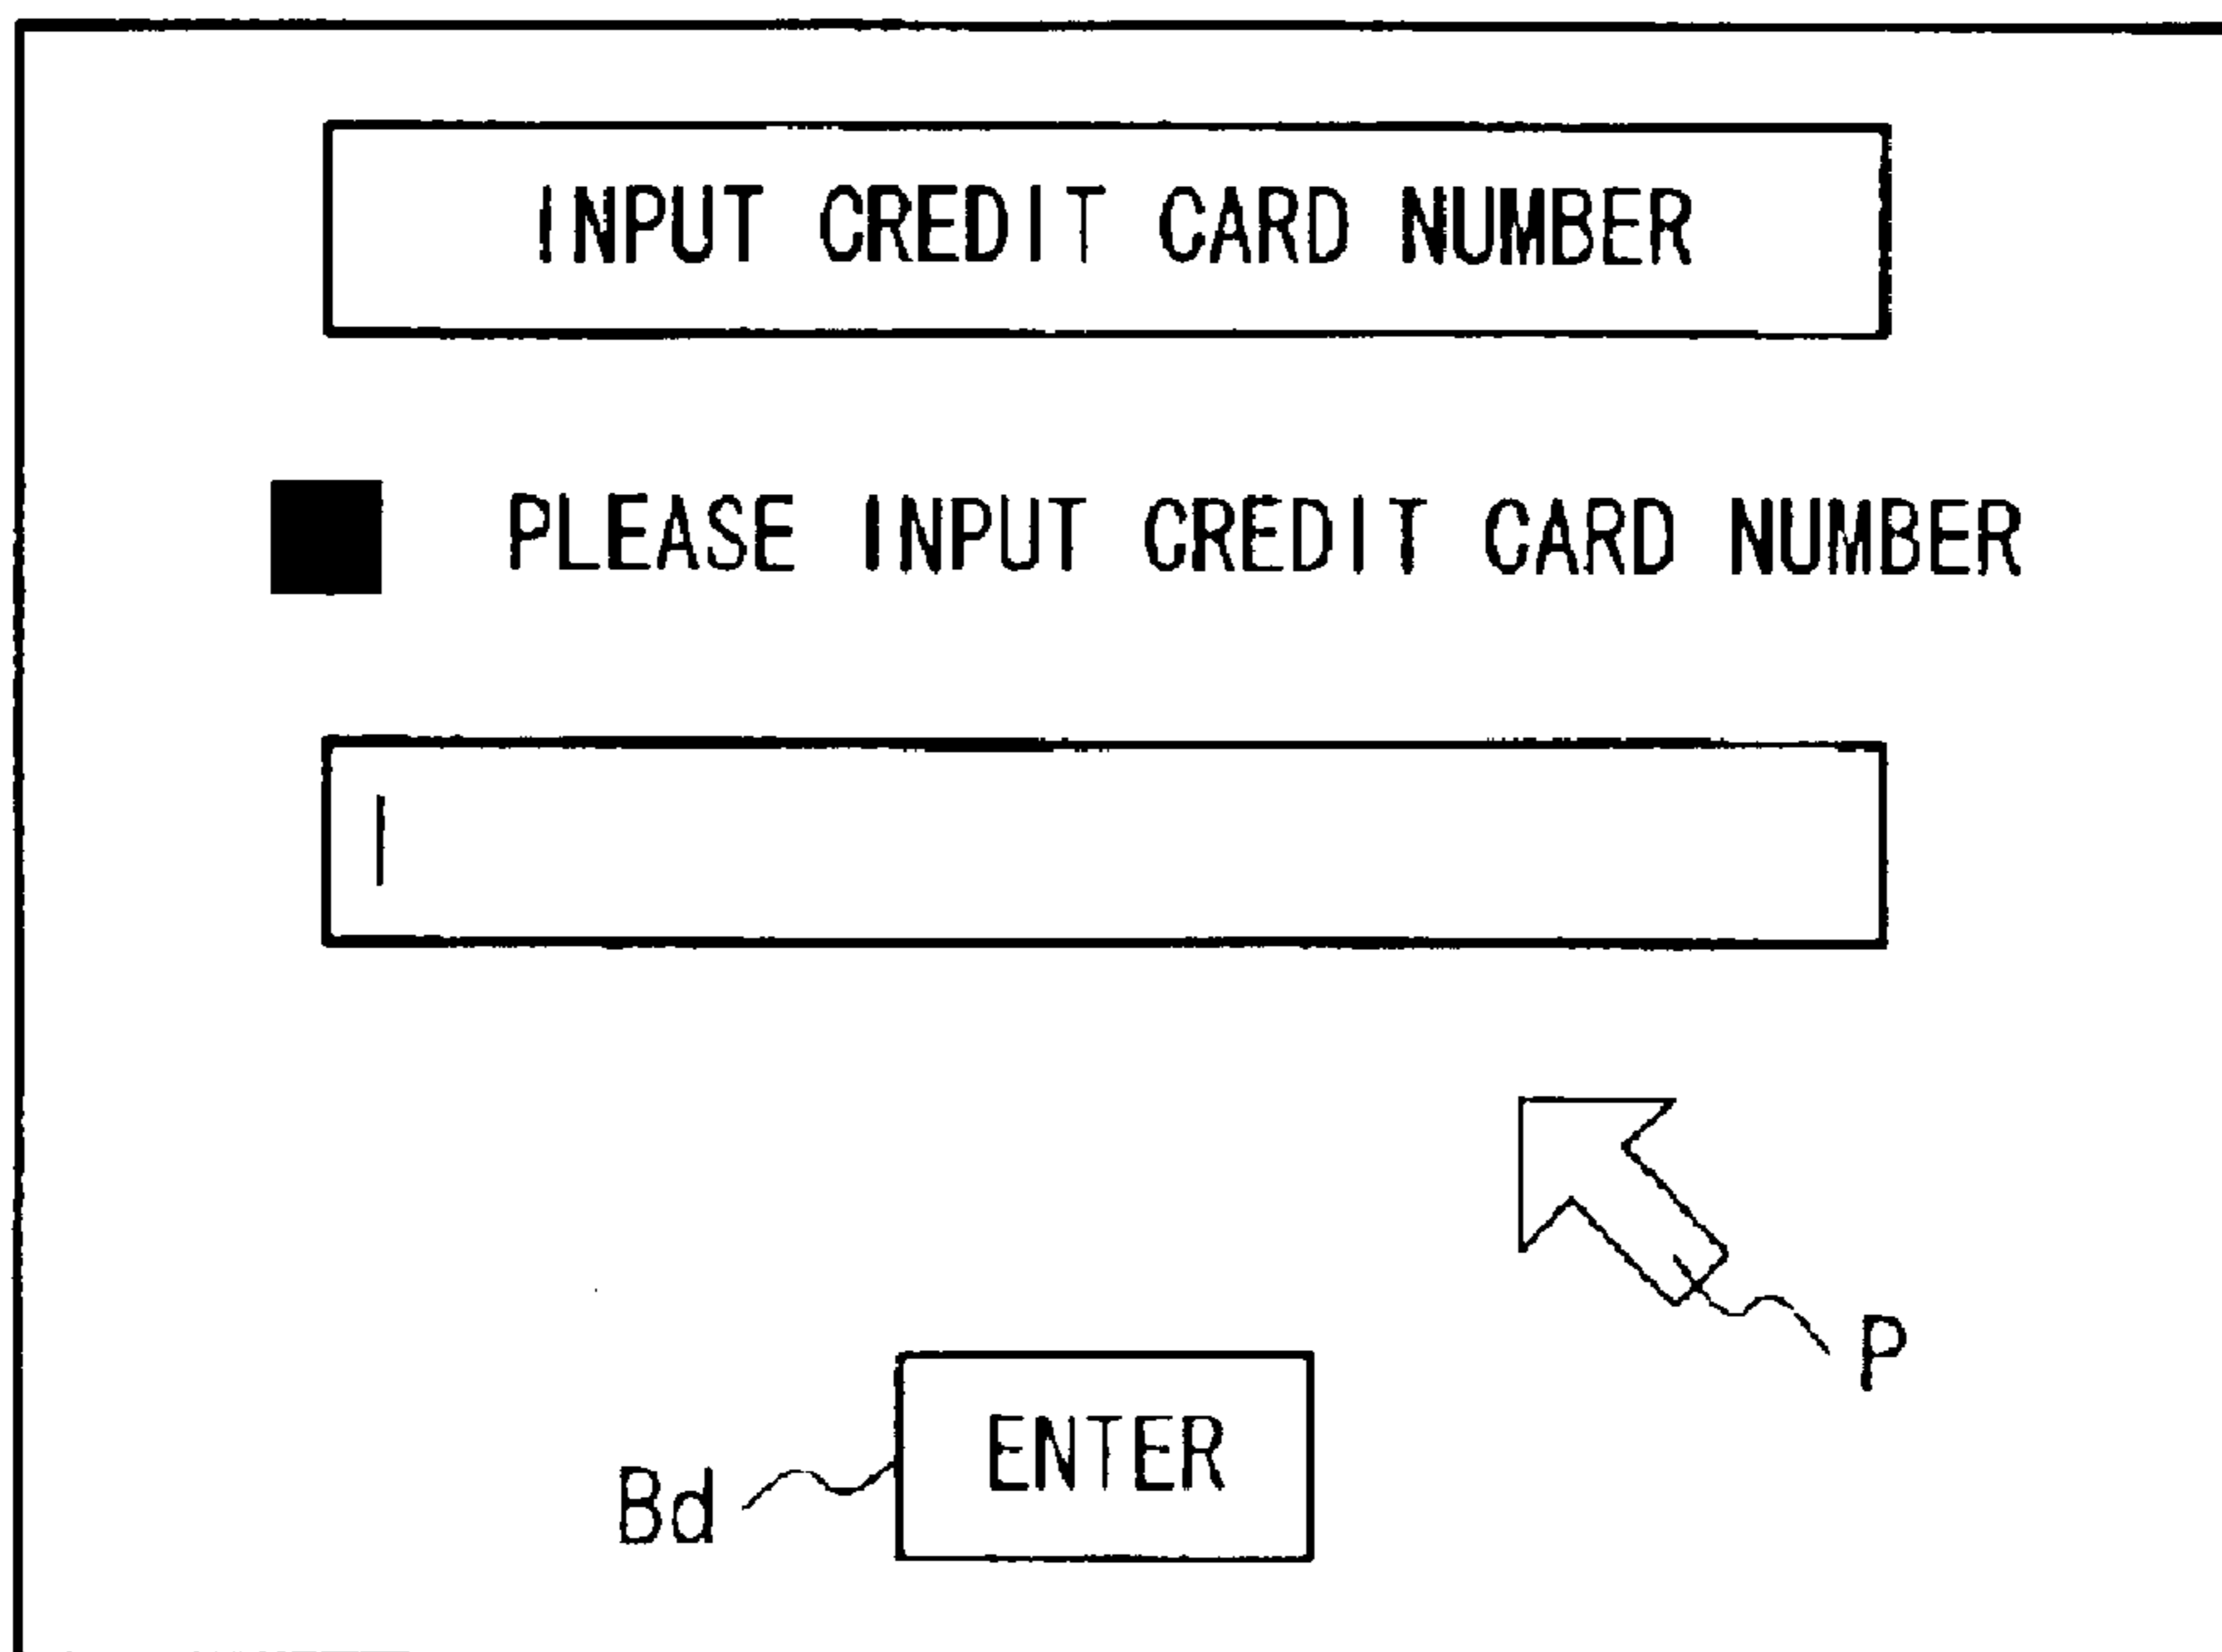 INPUT CREDIT CARD NUMBER
PLEASE INPUT CREDIT CARD NUMBER
P
ENTER
Bd